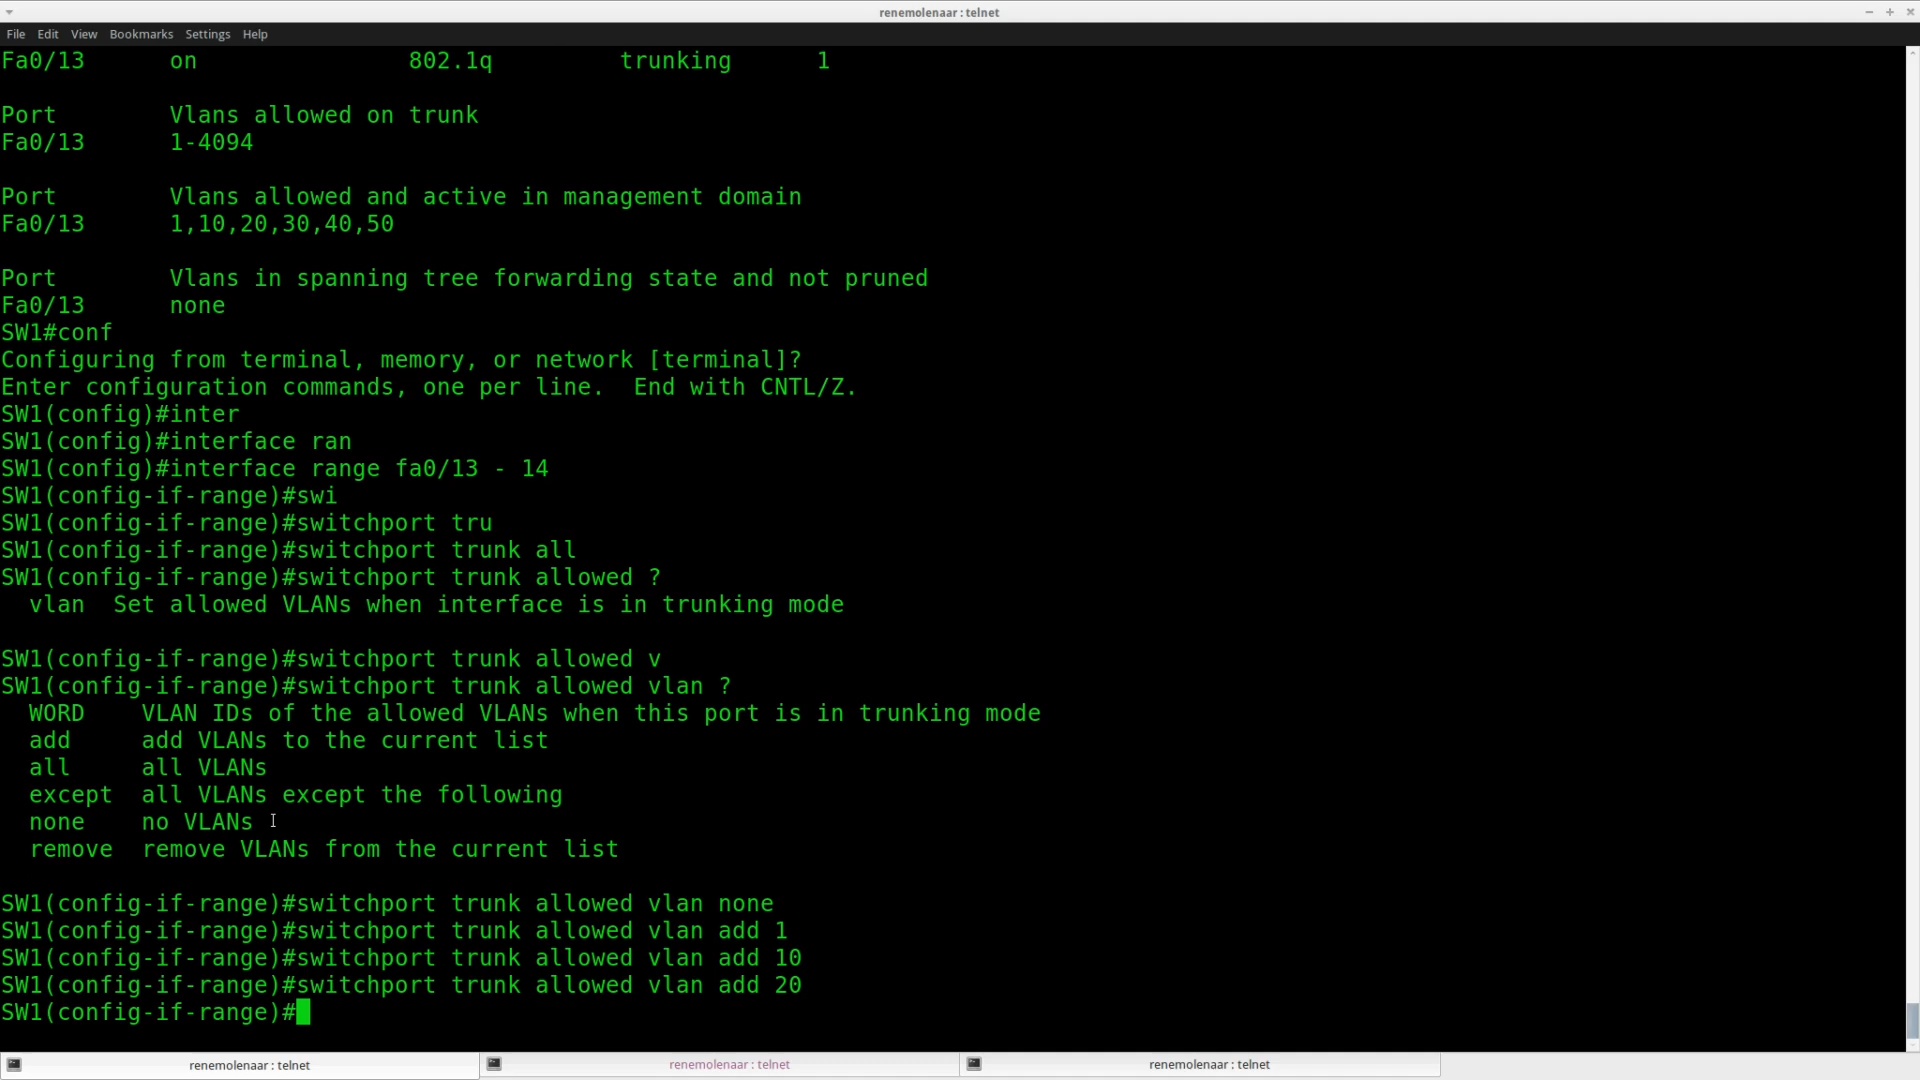 renemolenaar : telnet
File Edit View Bookmarks Settings Help
Fa0/13      on               802.1q         trunking      1

Port        Vlans allowed on trunk
Fa0/13      1-4094

Port        Vlans allowed and active in management domain
Fa0/13      1,10,20,30,40,50

Port        Vlans in spanning tree forwarding state and not pruned
Fa0/13      none
SW1#conf
Configuring from terminal, memory, or network [terminal]?
Enter configuration commands, one per line.  End with CNTL/Z.
SW1(config)#inter
SW1(config)#interface ran
SW1(config)#interface range fa0/13 - 14
SW1(config-if-range)#swi
SW1(config-if-range)#switchport tru
SW1(config-if-range)#switchport trunk all
SW1(config-if-range)#switchport trunk allowed ?
  vlan  Set allowed VLANs when interface is in trunking mode

SW1(config-if-range)#switchport trunk allowed v
SW1(config-if-range)#switchport trunk allowed vlan ?
  WORD    VLAN IDs of the allowed VLANs when this port is in trunking mode
  add     add VLANs to the current list
  all     all VLANs
  except  all VLANs except the following
  none    no VLANs
  remove  remove VLANs from the current list

SW1(config-if-range)#switchport trunk allowed vlan none
SW1(config-if-range)#switchport trunk allowed vlan add 1
SW1(config-if-range)#switchport trunk allowed vlan add 10
SW1(config-if-range)#switchport trunk allowed vlan add 20
SW1(config-if-range)#
renemolenaar : telnet renemolenaar : telnet renemolenaar : telnet